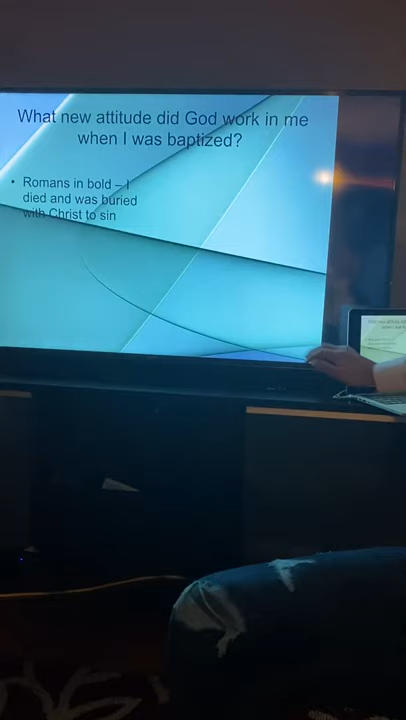 What new attitude did God work in me
when I was baptized?
• Romans in bold – I
died and was buried
with Christ to sin